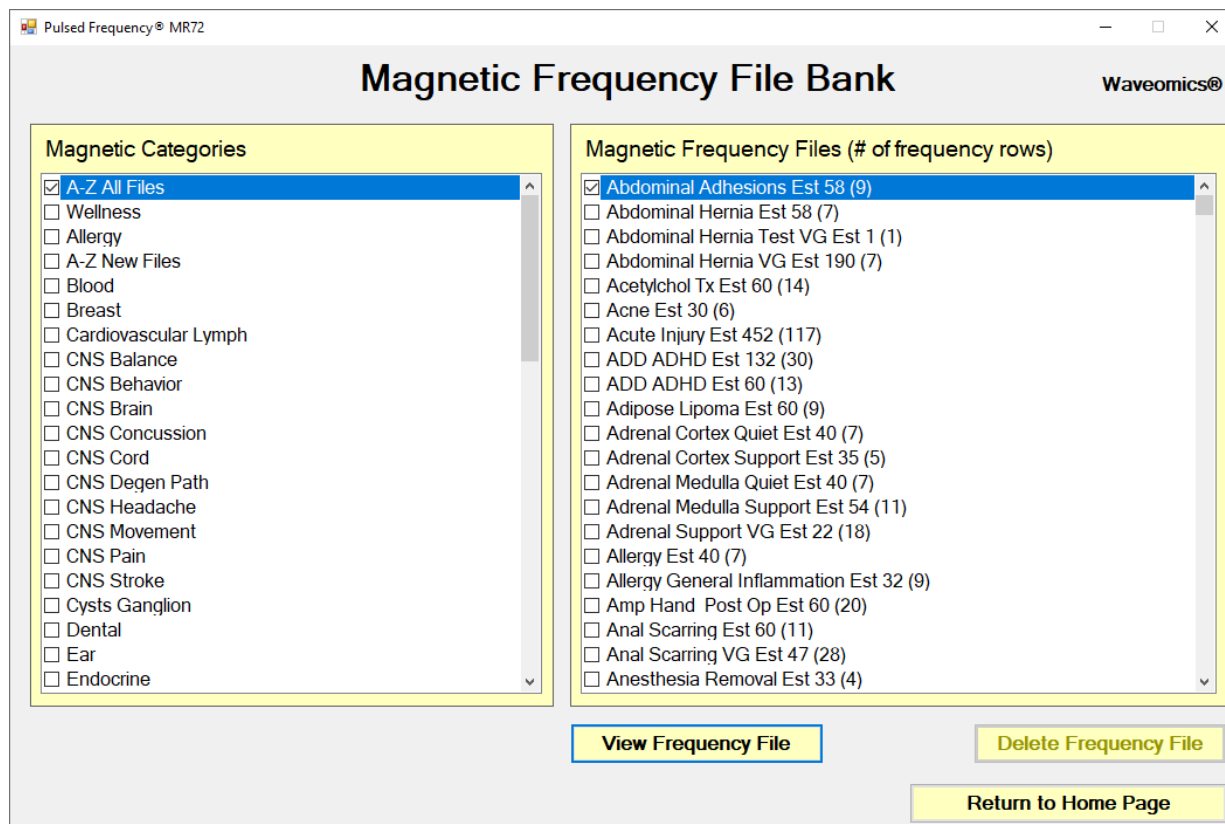 Pulsed Frequency® MR72
Magnetic Frequency File Bank
Waveomics®
Magnetic Categories
A-Z All Files
Wellness
Allergy
A-Z New Files
Blood
Breast
Cardiovascular Lymph
CNS Balance
CNS Behavior
CNS Brain
CNS Concussion
CNS Cord
CNS Degen Path
CNS Headache
CNS Movement
CNS Pain
CNS Stroke
Cysts Ganglion
Dental
Ear
Endocrine
Magnetic Frequency Files (# of frequency rows)
Abdominal Adhesions Est 58 (9)
Abdominal Hernia Est 58 (7)
Abdominal Hernia Test VG Est 1 (1)
Abdominal Hernia VG Est 190 (7)
Acetylchol Tx Est 60 (14)
Acne Est 30 (6)
Acute Injury Est 452 (117)
ADD ADHD Est 132 (30)
ADD ADHD Est 60 (13)
Adipose Lipoma Est 60 (9)
Adrenal Cortex Quiet Est 40 (7)
Adrenal Cortex Support Est 35 (5)
Adrenal Medulla Quiet Est 40 (7)
Adrenal Medulla Support Est 54 (11)
Adrenal Support VG Est 22 (18)
Allergy Est 40 (7)
Allergy General Inflammation Est 32 (9)
Amp Hand  Post Op Est 60 (20)
Anal Scarring Est 60 (11)
Anal Scarring VG Est 47 (28)
Anesthesia Removal Est 33 (4)
View Frequency File
Delete Frequency File
Return to Home Page